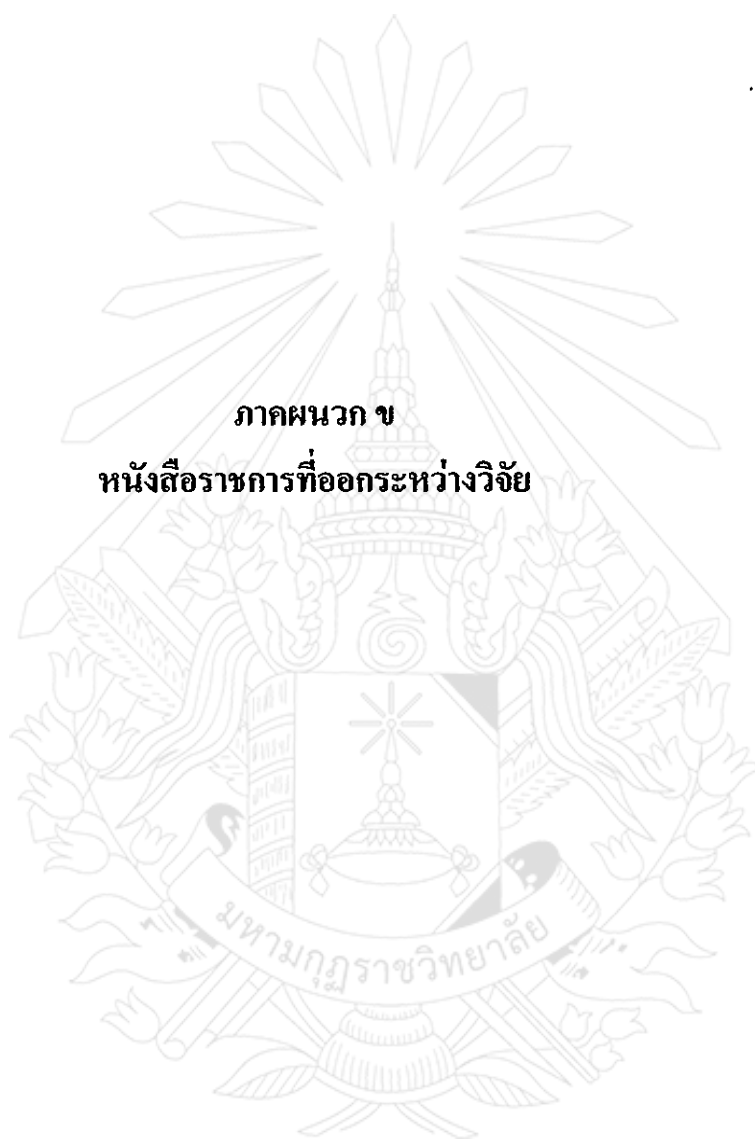 ภาคผนวก ข
หนังสือราชการที่ออกระหว่างวิจัย
มหามกุฏราชวิทยาลัย